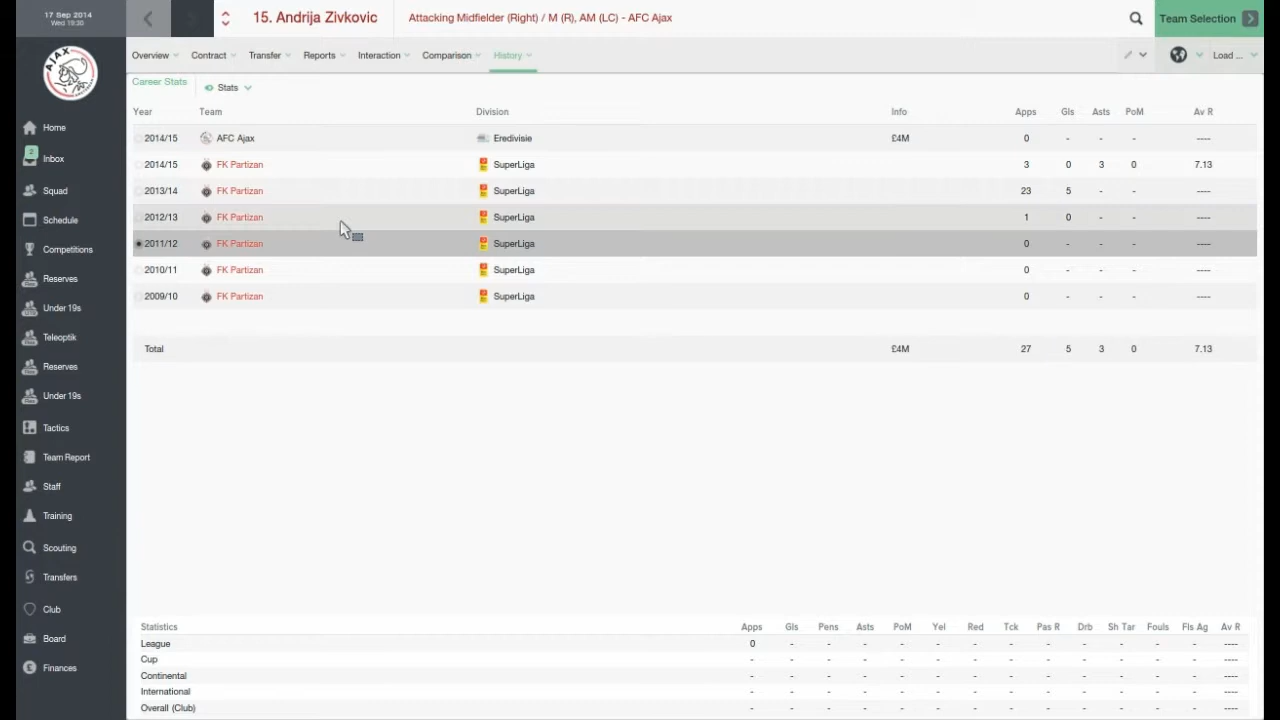 17 Sep 2014
Wed 19:30
15. Andrija Zivkovic
Attacking Midfielder (Right) / M (R), AM (LC) - AFC Ajax
Team Selection
AJAX
Overview Contract Transfer Reports Interaction Comparison History Load ...
Career Stats Stats
Year Team Division Info Apps Gls Asts PoM Av R
2014/15 AFC Ajax Eredivisie £4M 0 - - - ----
2014/15 FK Partizan SuperLiga 3 0 3 0 7.13
2013/14 FK Partizan SuperLiga 23 5 - - ----
2012/13 FK Partizan SuperLiga 1 0 - - ----
2011/12 FK Partizan SuperLiga 0 - - - ----
2010/11 FK Partizan SuperLiga 0 - - - ----
2009/10 FK Partizan SuperLiga 0 - - - ----
Total £4M 27 5 3 0 7.13
Home
2
Inbox
Squad
Schedule
Competitions
Reserves
Under 19s
Teleoptik
Reserves
Under 19s
Tactics
Team Report
Staff
Training
Scouting
Transfers
Club
Board
Finances
Statistics Apps Gls Pens Asts PoM Yel Red Tck Pas R Drb Sh Tar Fouls Fls Ag Av R
League 0 - - - - - - - - - - - - ----
Cup - - - - - - - - - - - - - ----
Continental - - - - - - - - - - - - - ----
International - - - - - - - - - - - - - ----
Overall (Club) - - - - - - - - - - - - - ----